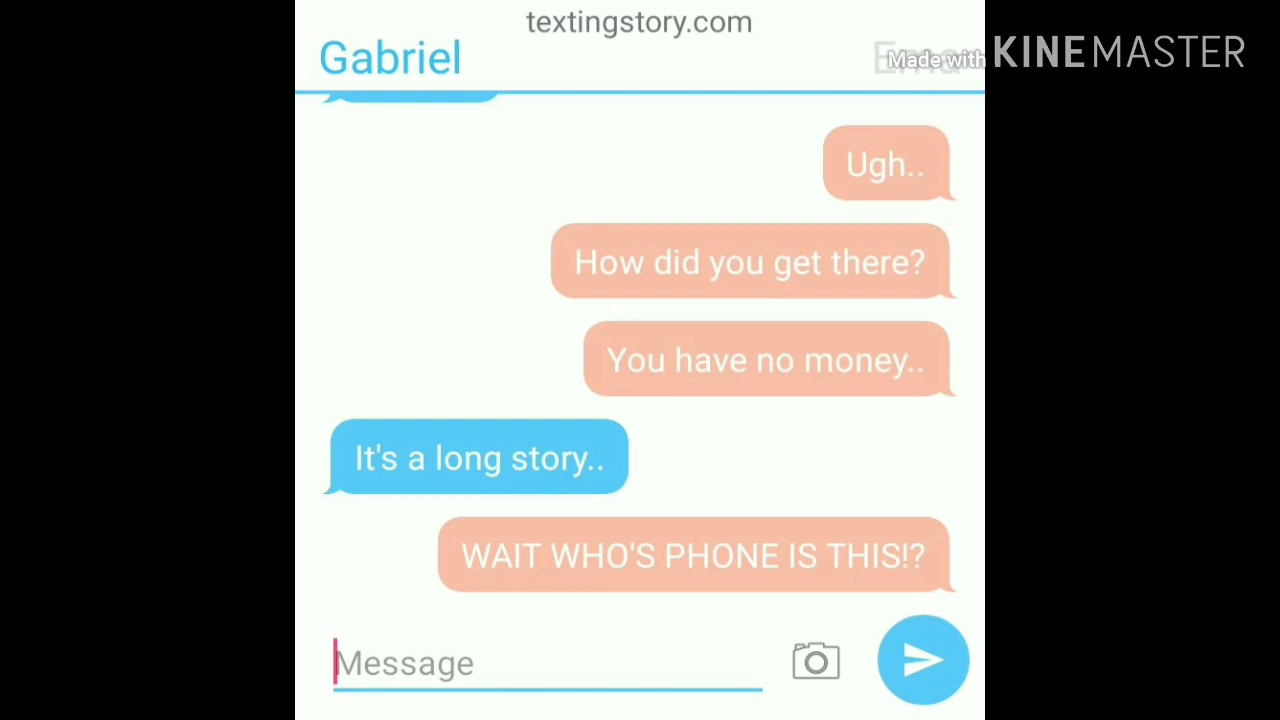 textingstory.com
Gabriel
Made with KINEMASTER
Ugh..
How did you get there?
You have no money..
It's a long story..
WAIT WHO'S PHONE IS THIS!?
Message